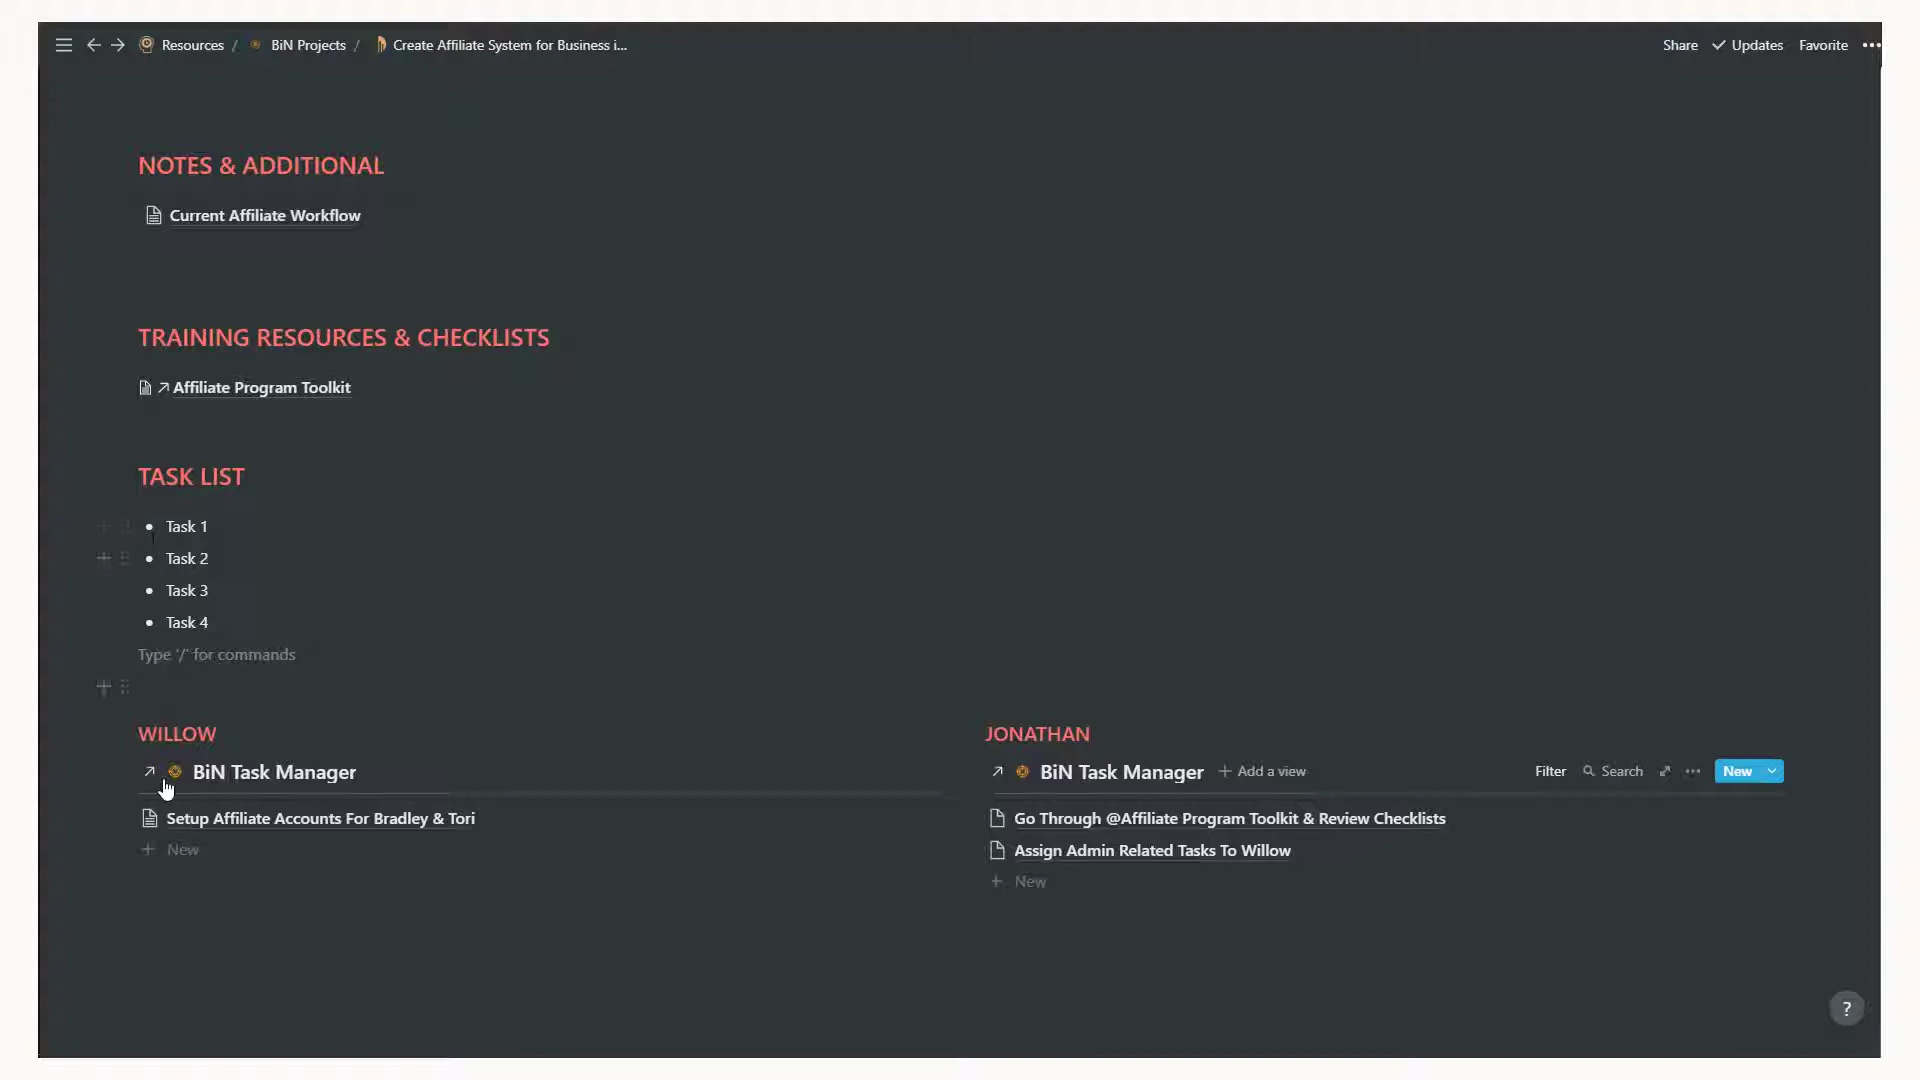 Resources / BiN Projects / Create Affiliate System for Business i...
Share Updates Favorite
NOTES & ADDITIONAL
Current Affiliate Workflow
TRAINING RESOURCES & CHECKLISTS
Affiliate Program Toolkit
TASK LIST
• Task 1
• Task 2
• Task 3
• Task 4
Type '/' for commands
WILLOW
BiN Task Manager
Setup Affiliate Accounts For Bradley & Tori
+ New
JONATHAN
BiN Task Manager + Add a view Filter Search New
Go Through @Affiliate Program Toolkit & Review Checklists
Assign Admin Related Tasks To Willow
+ New
?